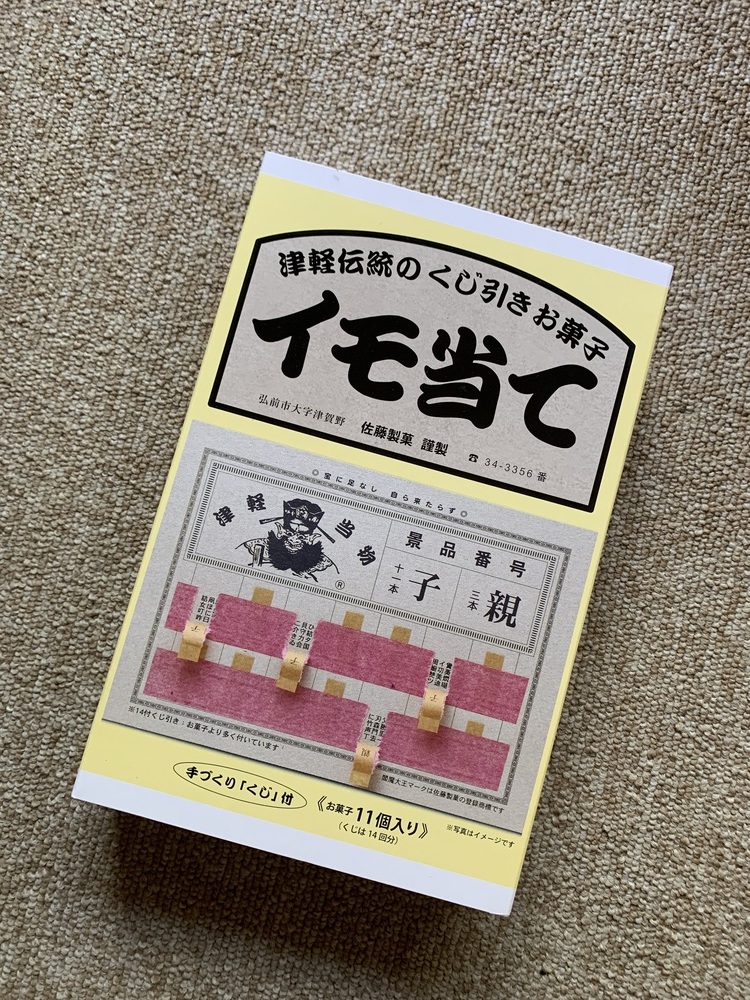 津軽伝統のくじ引きお菓子
イモ当て
弘前市大字津賀野 佐藤製菓 謹製 ☎ 34-3356 番
◎ 宝に足なし 自ら来たらず ◎
津軽当物
®
景品番号
十一本 子 三本 親
※14付くじ引き：お菓子より多く付いています
閻魔大王マークは佐藤製菓の登録商標です
手づくり「くじ」付
《お菓子11個入り》
（くじは14回分）
※写真はイメージです